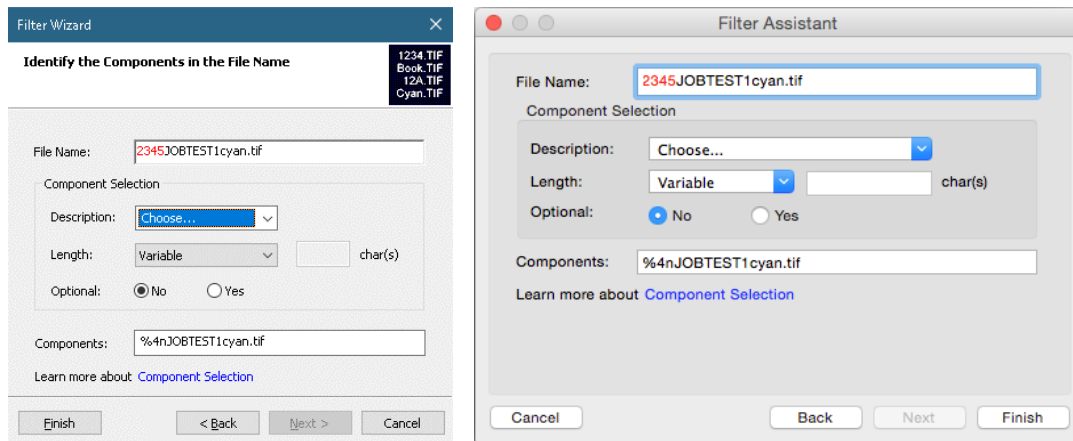 Filter Wizard
Identify the Components in the File Name
1234.TIF
Book.TIF
12A.TIF
Cyan.TIF
File Name: 2345JOBTEST1cyan.tif
Component Selection
Description: Choose...
Length: Variable char(s)
Optional: No Yes
Components: %4nJOBTEST1cyan.tif
Learn more about Component Selection
Finish < Back Next > Cancel
Filter Assistant
File Name: 2345JOBTEST1cyan.tif
Component Selection
Description: Choose...
Length: Variable char(s)
Optional: No Yes
Components: %4nJOBTEST1cyan.tif
Learn more about Component Selection
Cancel Back Next Finish